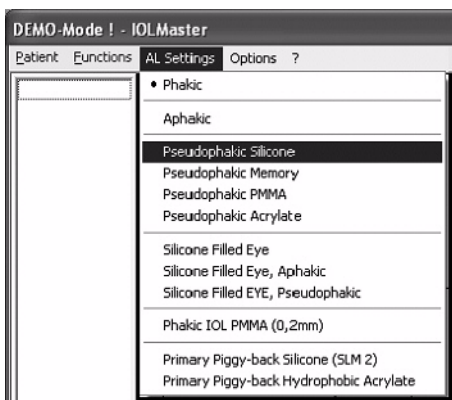 DEMO-Mode ! - IOLMaster
Patient Functions AL Settings Options ?
• Phakic
Aphakic
Pseudophakic Silicone
Pseudophakic Memory
Pseudophakic PMMA
Pseudophakic Acrylate
Silicone Filled Eye
Silicone Filled Eye, Aphakic
Silicone Filled EYE, Pseudophakic
Phakic IOL PMMA (0,2mm)
Primary Piggy-back Silicone (SLM 2)
Primary Piggy-back Hydrophobic Acrylate